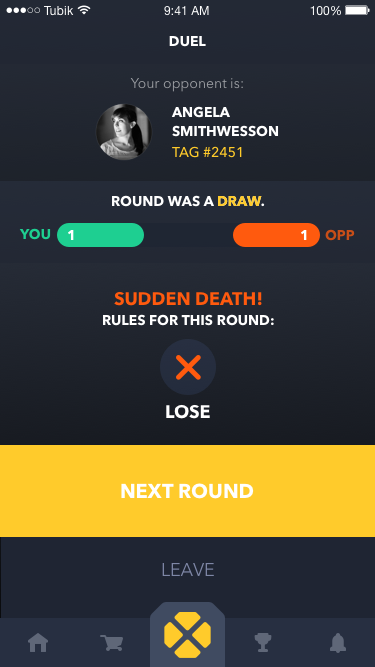 Tubik 9:41 AM 100%
DUEL
Your opponent is:
ANGELA
SMITHWESSON
TAG #2451
ROUND WAS A DRAW.
YOU 1 1 OPP
SUDDEN DEATH!
RULES FOR THIS ROUND:
LOSE
NEXT ROUND
LEAVE